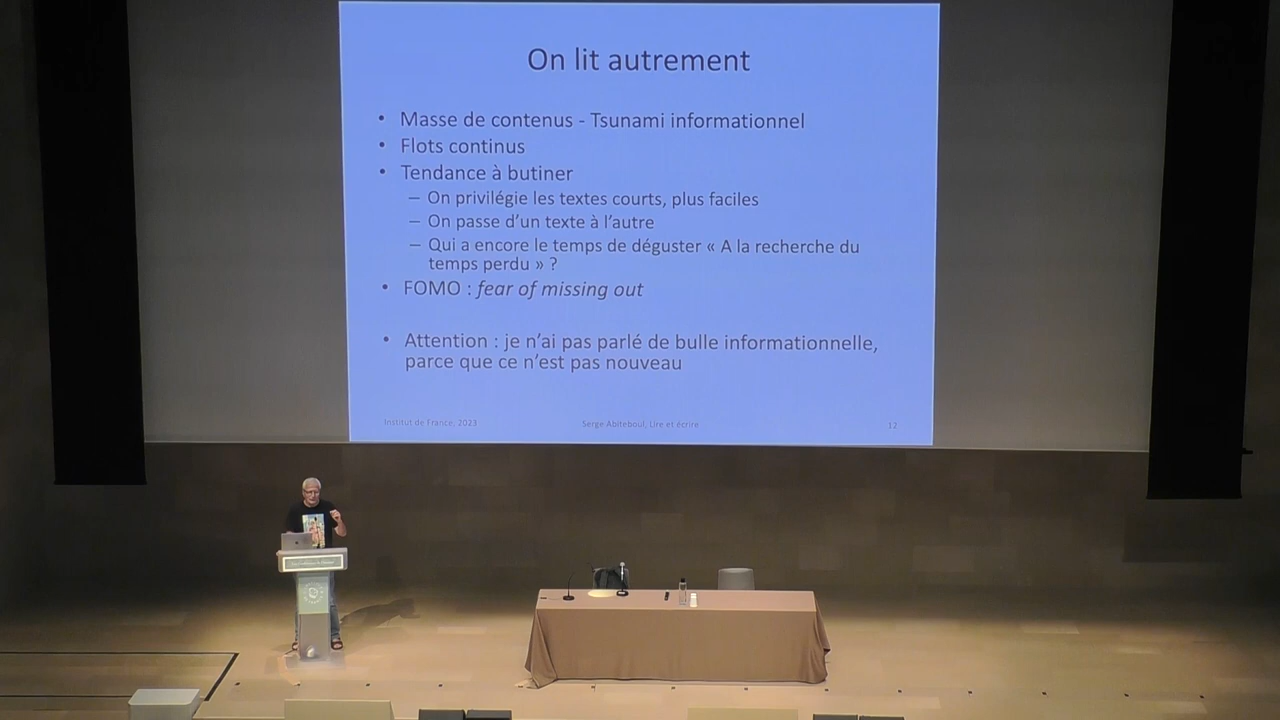 On lit autrement
• Masse de contenus - Tsunami informationnel
• Flots continus
• Tendance à butiner
– On privilégie les textes courts, plus faciles
– On passe d'un texte à l'autre
– Qui a encore le temps de déguster « A la recherche du
temps perdu » ?
• FOMO : fear of missing out
• Attention : je n'ai pas parlé de bulle informationnelle,
parce que ce n'est pas nouveau
Institut de France, 2023
Serge Abiteboul, Lire et écrire
12